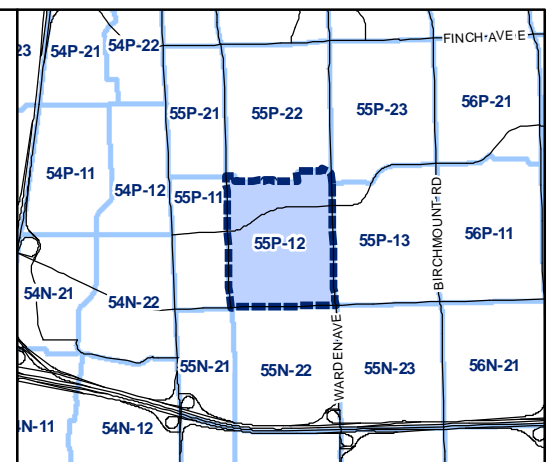 FINCH AVE E
23
54P-21
54P-22
55P-21
55P-22
55P-23
56P-21
54P-11
54P-12
55P-11
55P-12
55P-13
BIRCHMOUNT RD
56P-11
54N-21
54N-22
WARDEN AVE
55N-21
55N-22
55N-23
56N-21
4N-11
54N-12